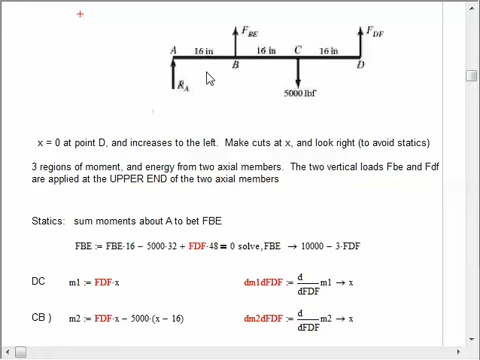 F_BE F_DF
A 16 in 16 in C 16 in
B D
R_A 5000 lbf
x = 0 at point D, and increases to the left. Make cuts at x, and look right (to avoid statics)
3 regions of moment, and energy from two axial members. The two vertical loads Fbe and Fdf
are applied at the UPPER END of the two axial members
Statics: sum moments about A to bet FBE
FBE := FBE·16 − 5000·32 + FDF·48 = 0 solve,FBE → 10000 − 3·FDF
DC m1 := FDF·x dm1dFDF := d/dFDF m1 → x
CB ) m2 := FDF·x − 5000·(x − 16) dm2dFDF := d/dFDF m2 → x